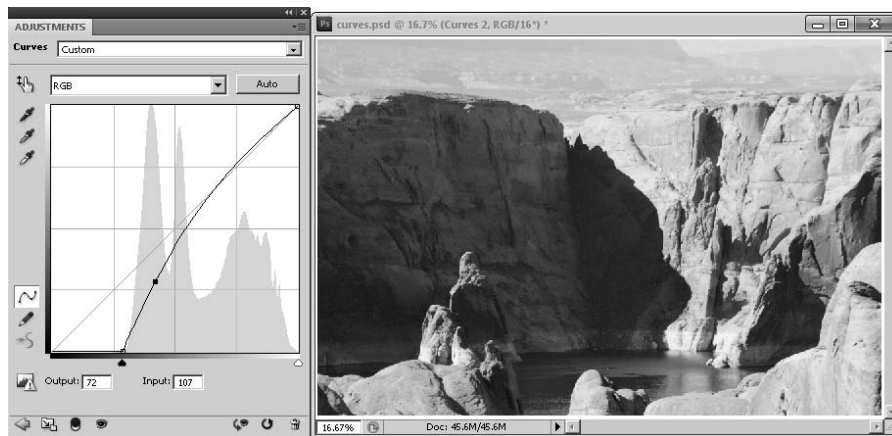 ADJUSTMENTS
Curves Custom
RGB Auto
Output: 72 Input: 107
Ps curves.psd @ 16.7% (Curves 2, RGB/16*) *
16.67% Doc: 45.6M/45.6M